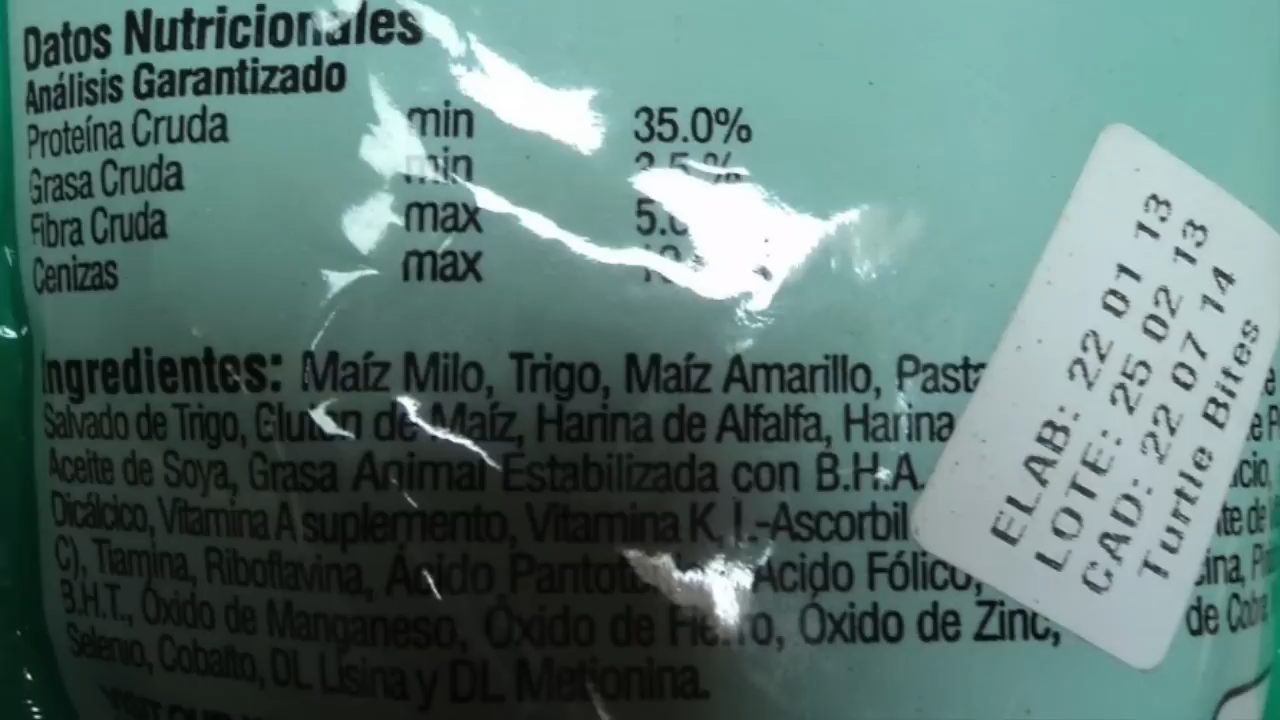 Datos Nutricionales
Análisis Garantizado
Proteína Cruda min 35.0%
Grasa Cruda min 3.5 %
Fibra Cruda max
Cenizas max
Ingredientes: Maíz Milo, Trigo, Maíz Amarillo,
Salvado de Trigo, Gluten de Maíz, Harina de Alfalfa, Harina
Aceite de Soya, Grasa Animal Estabilizada con B.H.A.
Dicálcico, Vitamina A suplemento, Vitamina K, L-Ascorbil
C), Tiamina, Riboflavina, Ácido Acido Fólico,
B.H.T., Óxido de Manganeso, Óxido de Hierro, Óxido de Zinc, de
Selenio, Cobalto, DL Lisina y DL Metionina.
ELAB: 22 01 13
LOTE: 25 02 13
CAD: 22 07 14
Turtle Bites